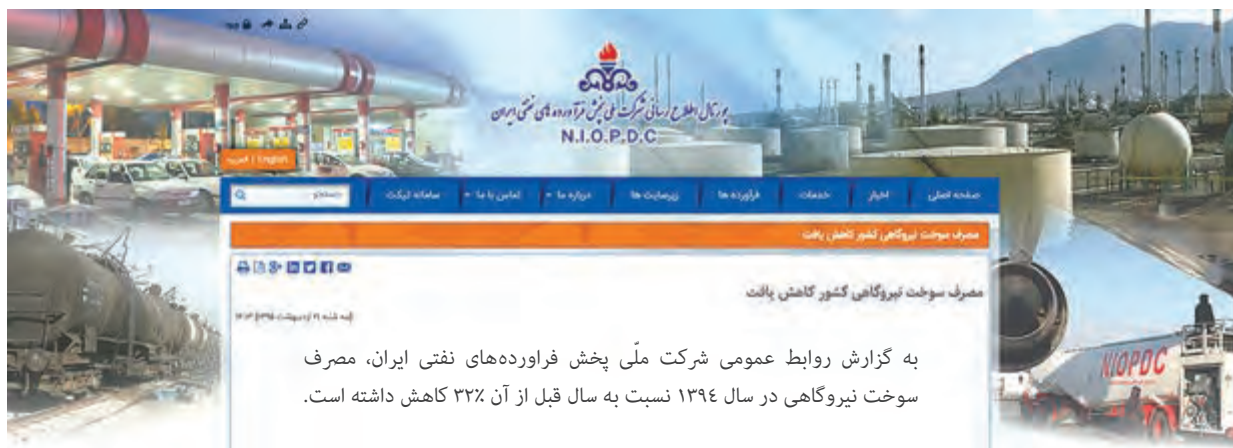 پورتال اطلاع رسانی شرکت ملی پخش فرآورده های نفتی ایران
N.I.O.P.D.C
English | العربیة
صفحه اصلی اخبار خدمات فرآورده ها زیرسایت ها درباره ما تماس با ما سامانه تیکت جستجو
مصرف سوخت نیروگاهی کشور کاهش یافت
مصرف سوخت نیروگاهی کشور کاهش یافت
به گزارش روابط عمومی شرکت ملّی پخش فراورده‌های نفتی ایران، مصرف
سوخت نیروگاهی در سال ۱۳۹٤ نسبت به سال قبل از آن ۳۲٪ کاهش داشته است.
NIOPDC